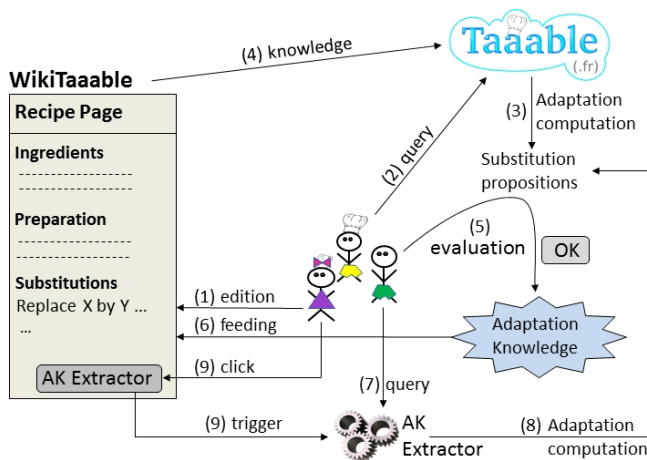 Taaable
(.fr)
(4) knowledge
WikiTaaable
Recipe Page
Ingredients
Preparation
Substitutions
Replace X by Y ...
...
AK Extractor
(2) query
(3) Adaptation
computation
Substitution
propositions
(5)
evaluation
OK
(1) edition
(6) feeding
Adaptation
Knowledge
(9) click
(7) query
(9) trigger
AK
Extractor
(8) Adaptation
computation